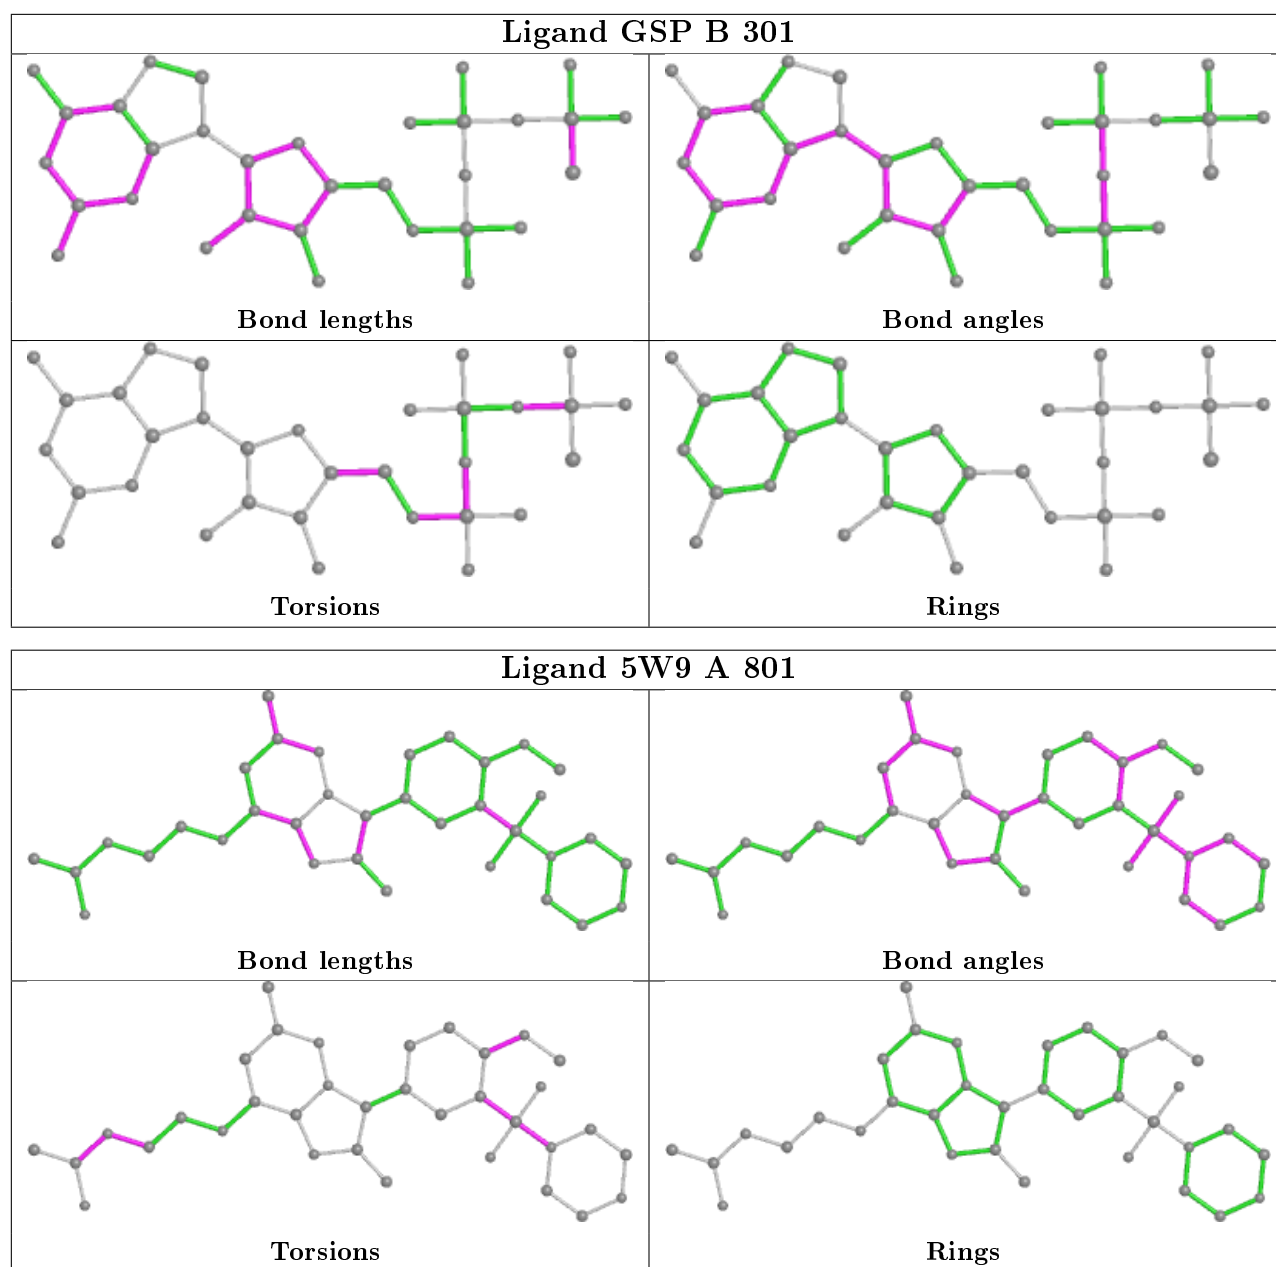 Ligand GSP B 301
Bond lengths
Bond angles
Torsions
Rings
Ligand 5W9 A 801
Bond lengths
Bond angles
Torsions
Rings